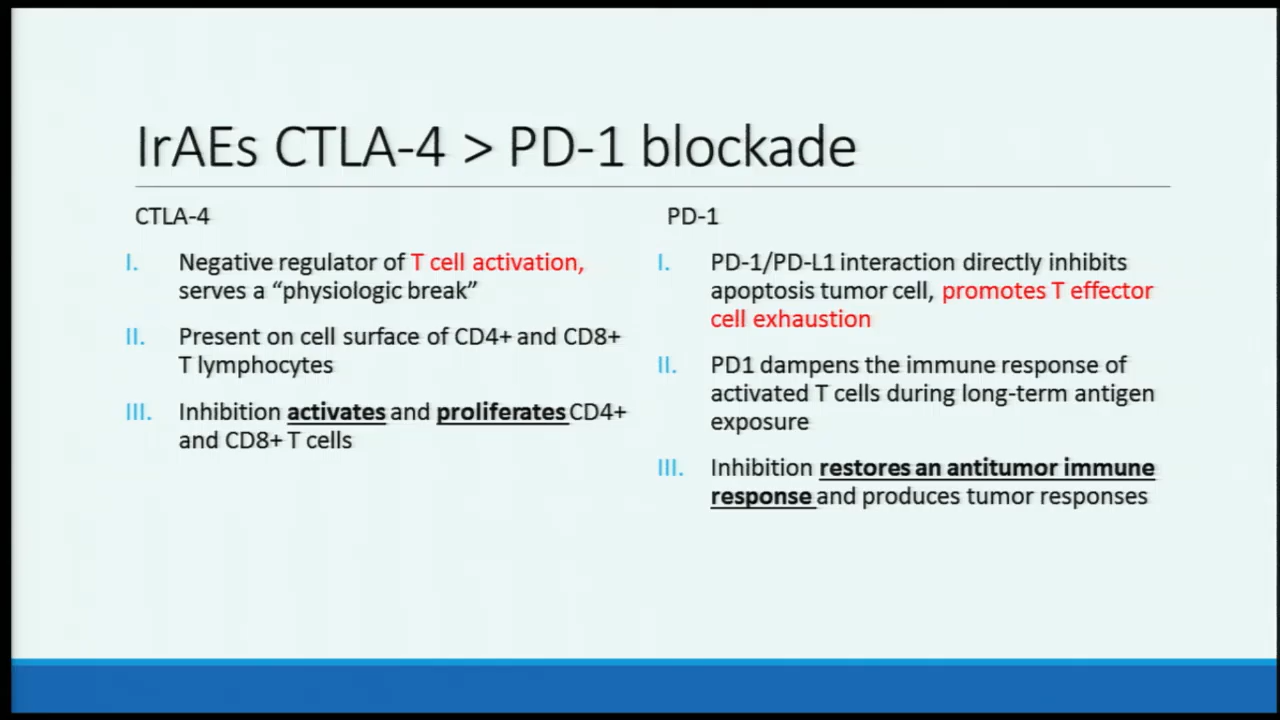 IrAEs CTLA-4 > PD-1 blockade
CTLA-4
I. Negative regulator of T cell activation,
serves a “physiologic break”
II. Present on cell surface of CD4+ and CD8+
T lymphocytes
III. Inhibition activates and proliferates CD4+
and CD8+ T cells
PD-1
I. PD-1/PD-L1 interaction directly inhibits
apoptosis tumor cell, promotes T effector
cell exhaustion
II. PD1 dampens the immune response of
activated T cells during long-term antigen
exposure
III. Inhibition restores an antitumor immune
response and produces tumor responses